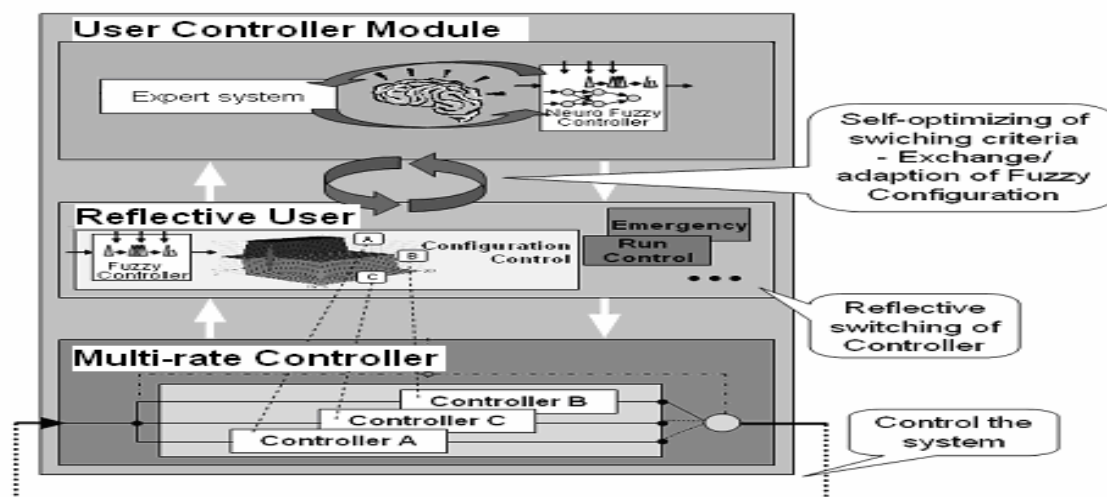 User Controller Module
Expert system
Neuro Fuzzy
Controller
Self-optimizing of
swiching criteria
- Exchange/
adaption of Fuzzy
Configuration
Reflective User
Fuzzy
Controller
A
B
C
Configuration
Control
Emergency
Run
Control
Reflective
switching of
Controller
Multi-rate Controller
Controller B
Controller C
Controller A
Control the
system